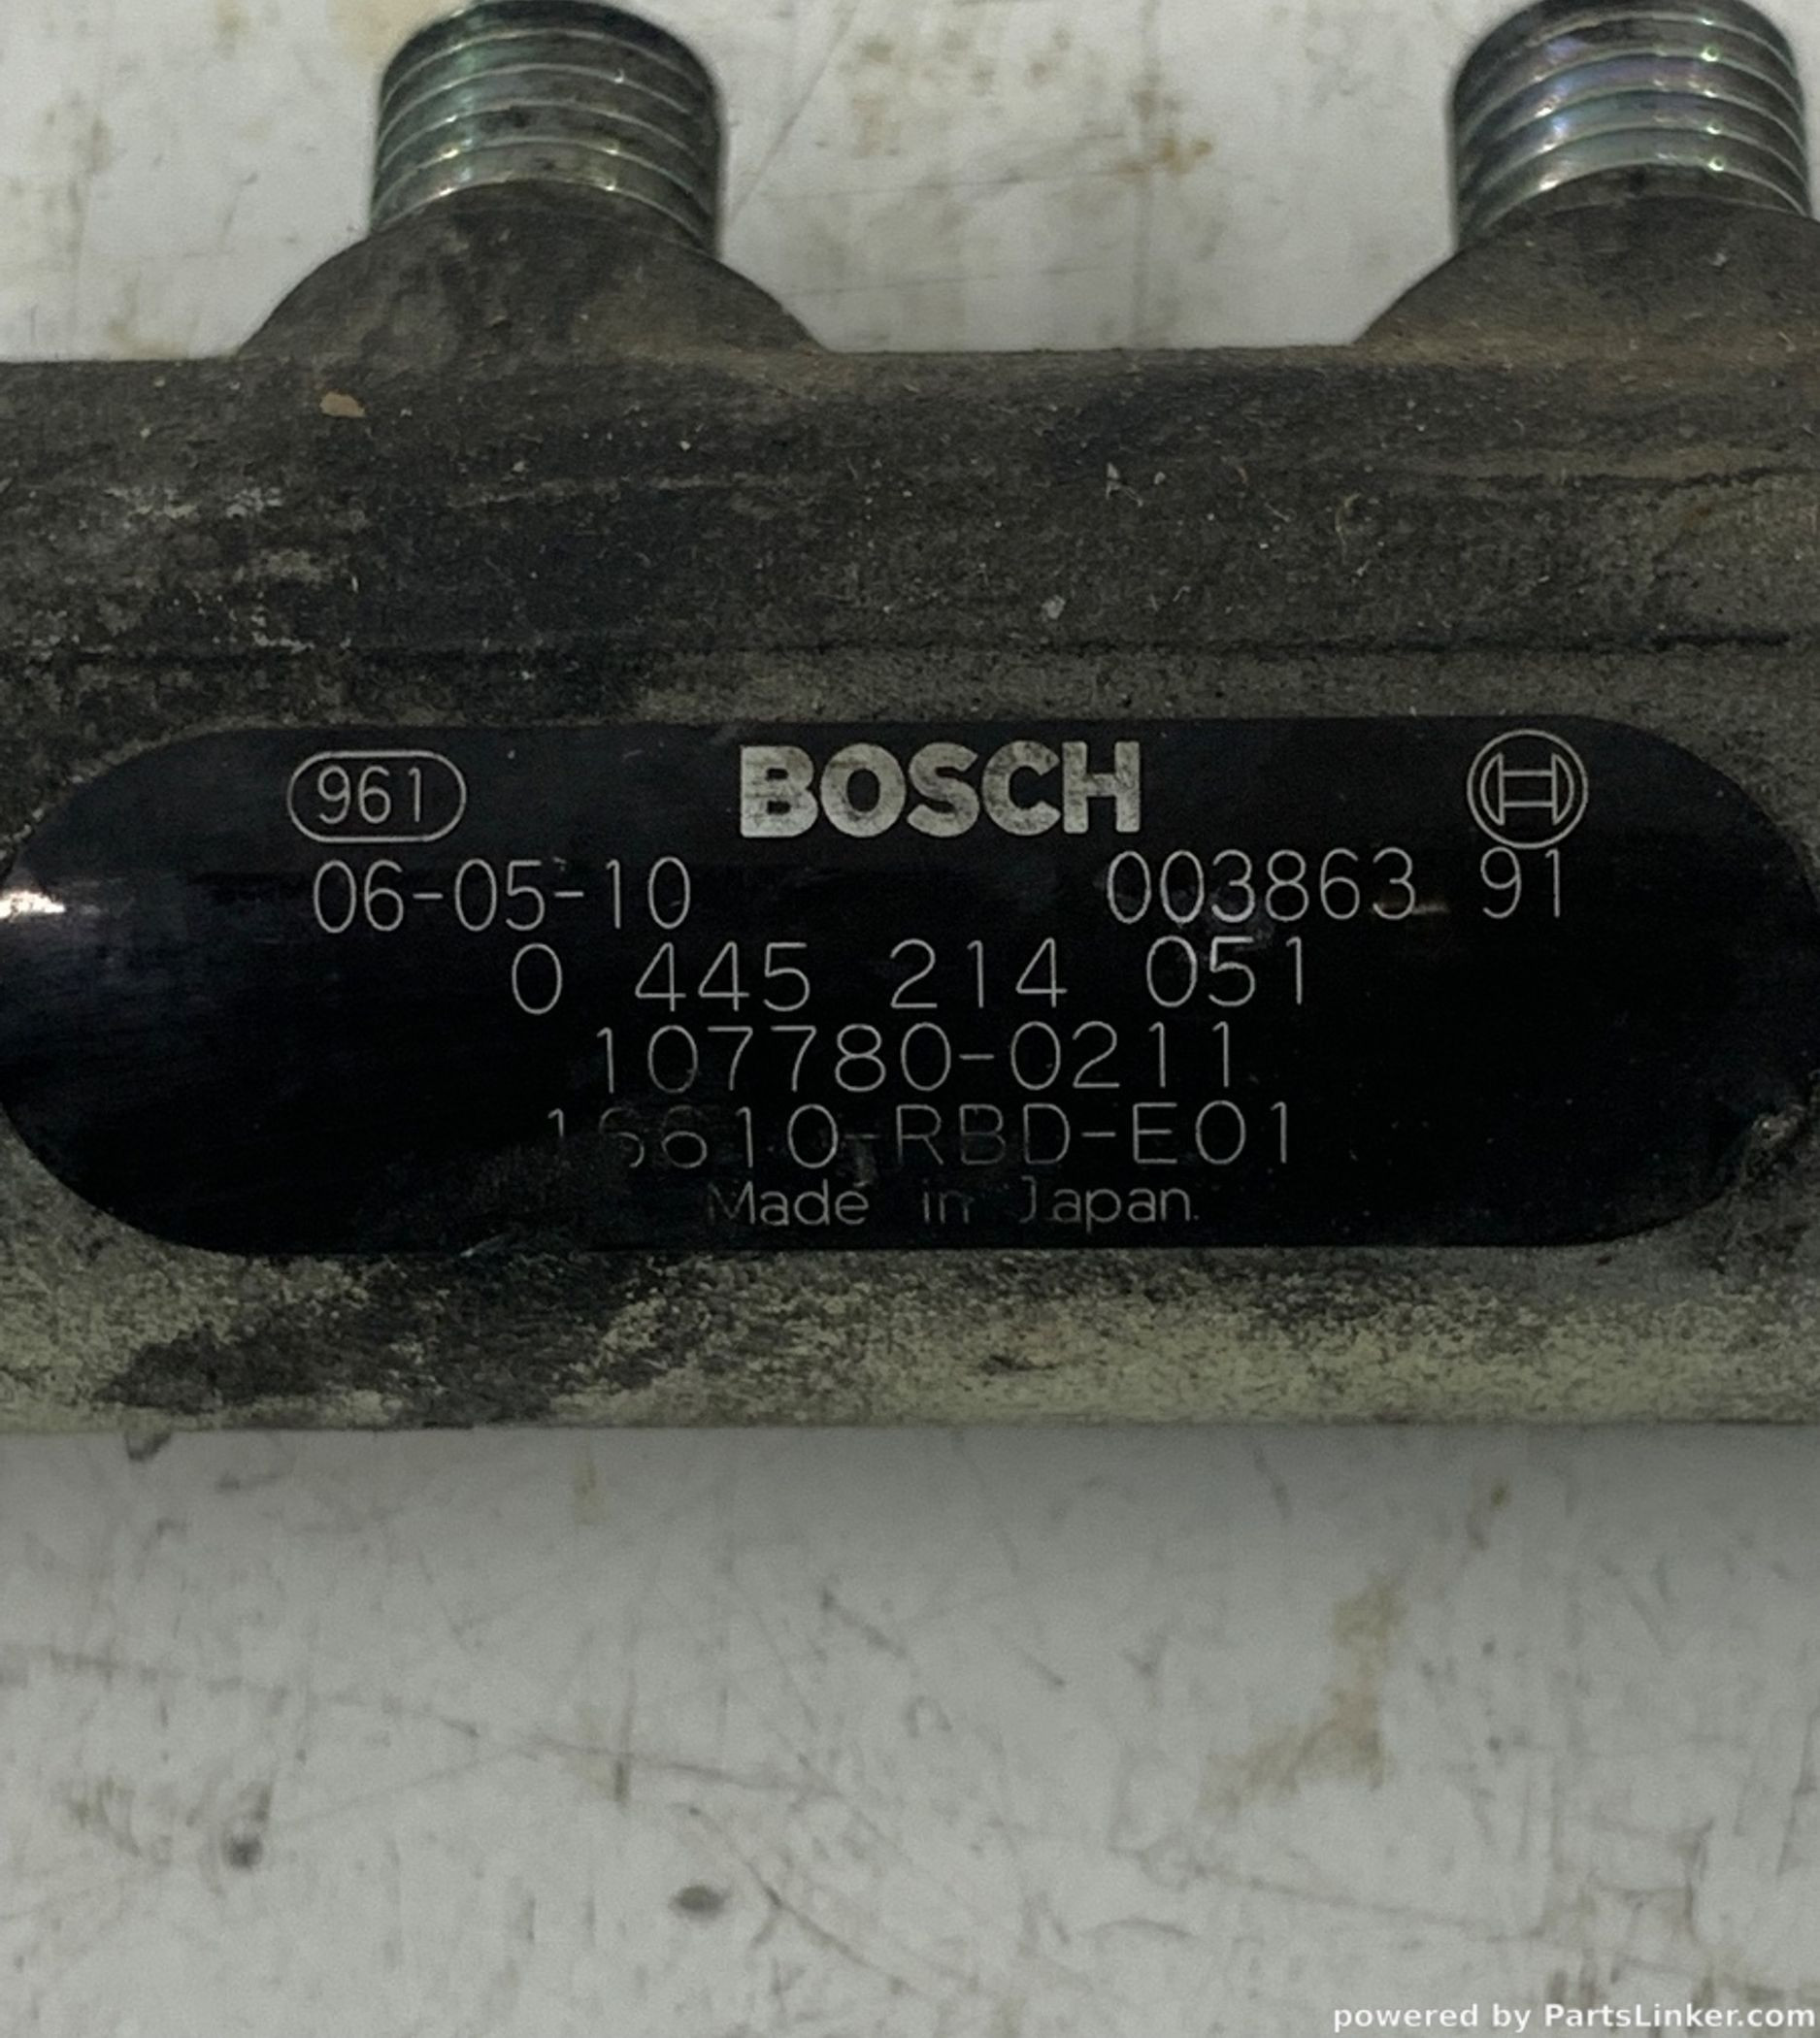 961 BOSCH
06-05-10 003863 91
0 445 214 051
107780-0211
16610-RBD-E01
Made in Japan.
powered by PartsLinker.com